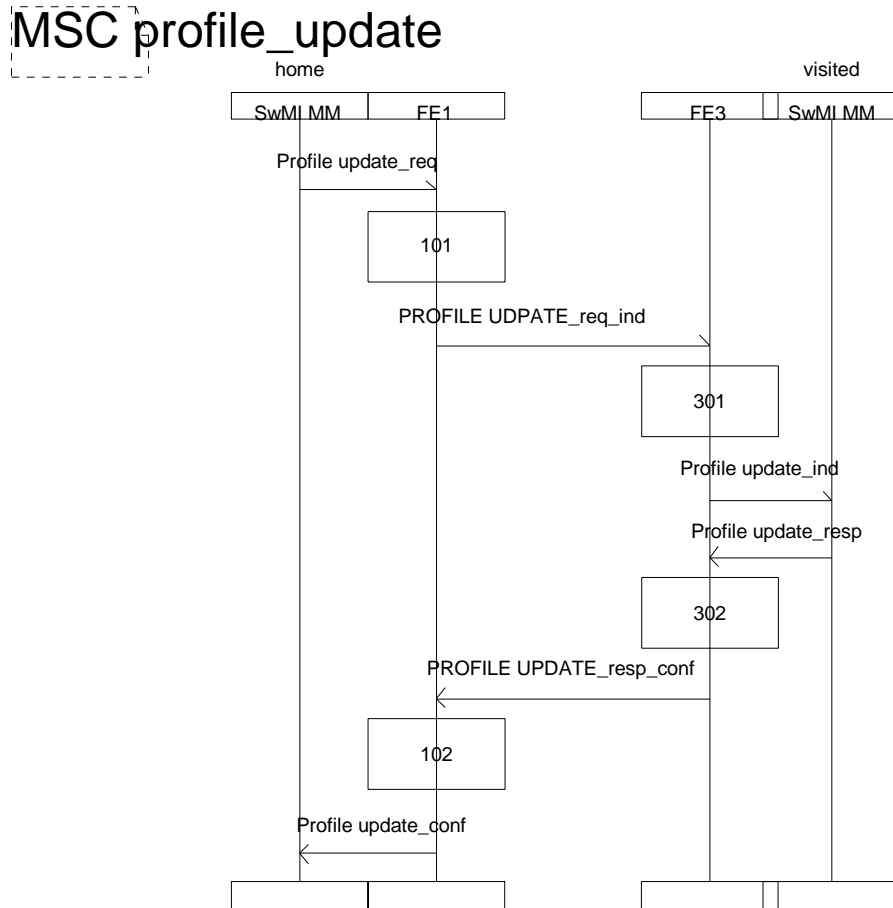 MSC profile_update
home visited
SwMI MM FE1 FE3 SwMI MM
Profile update_req
101
PROFILE UDPATE_req_ind
301
Profile update_ind
Profile update_resp
302
PROFILE UPDATE_resp_conf
102
Profile update_conf